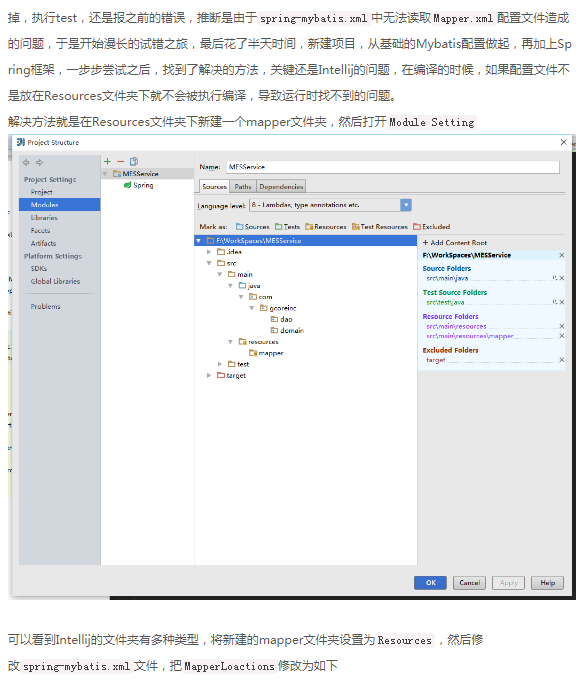 掉，执行test，还是报之前的错误，推断是由于 spring-mybatis.xml 中无法读取 Mapper.xml 配置文件造成
的问题，于是开始漫长的试错之旅，最后花了半天时间，新建项目，从基础的Mybatis配置做起，再加上Sp
ring框架，一步步尝试之后，找到了解决的方法，关键还是Intellij的问题，在编译的时候，如果配置文件不
是放在Resources文件夹下就不会被执行编译，导致运行时找不到的问题。
解决方法就是在Resources文件夹下新建一个mapper文件夹，然后打开 Module Setting
Project Structure
Project Settings
Project
Modules
Libraries
Facets
Artifacts
Platform Settings
SDKs
Global Libraries
Problems
MESService
Spring
Name: MESService
Sources Paths Dependencies
Language level: 8 - Lambdas, type annotations etc.
Mark as: Sources Tests Resources Test Resources Excluded
F:\WorkSpaces\MESService
.idea
src
main
java
com
gcoreinc
dao
domain
resources
mapper
test
target
+ Add Content Root
F:\WorkSpaces\MESService
Source Folders
src\main\java
Test Source Folders
src\test\java
Resource Folders
src\main\resources
src\main\resources\mapper
Excluded Folders
target
OK Cancel Apply Help
可以看到Intellij的文件夹有多种类型，将新建的mapper文件夹设置为 Resources ，然后修
改 spring-mybatis.xml 文件，把 MapperLoactions 修改为如下